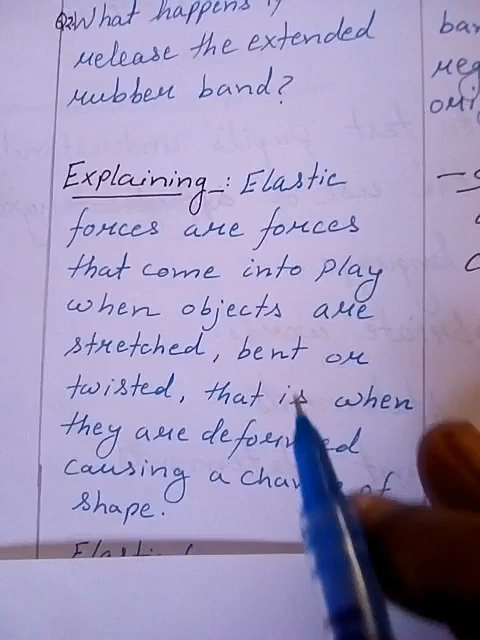 Q2. What happens if
release the extended
rubber band?
Explaining: Elastic
forces are forces
that come into play
when objects are
stretched, bent or
twisted, that is when
they are deformed
causing a change of
shape.